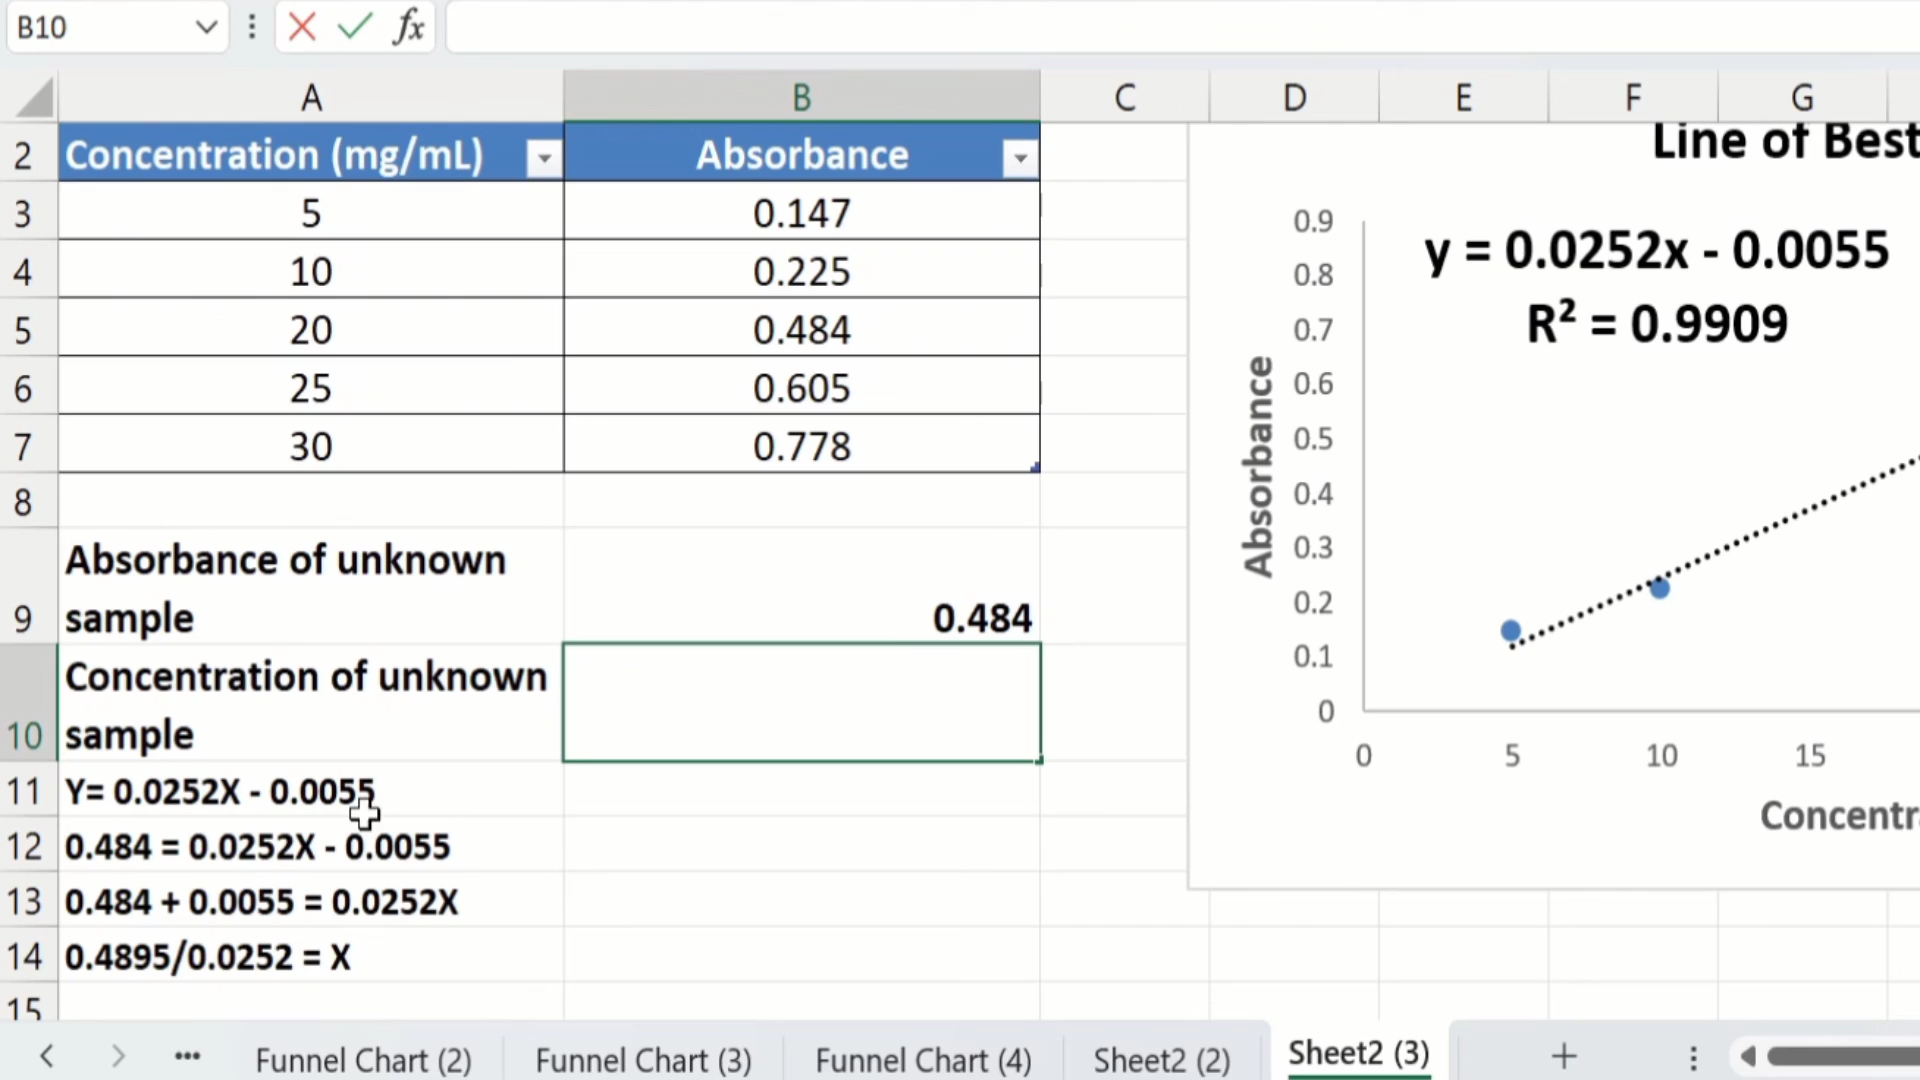 B10
fx
A B C D E F G
2 Concentration (mg/mL) Absorbance
3 5 0.147
4 10 0.225
5 20 0.484
6 25 0.605
7 30 0.778
8
Absorbance of unknown
9 sample 0.484
Concentration of unknown
10 sample
11 Y= 0.0252X - 0.0055
12 0.484 = 0.0252X - 0.0055
13 0.484 + 0.0055 = 0.0252X
14 0.4895/0.0252 = X
15
Line of Best
y = 0.0252x - 0.0055
R² = 0.9909
Absorbance
0.9
0.8
0.7
0.6
0.5
0.4
0.3
0.2
0.1
0
0 5 10 15
Concentra
Funnel Chart (2) Funnel Chart (3) Funnel Chart (4) Sheet2 (2) Sheet2 (3)